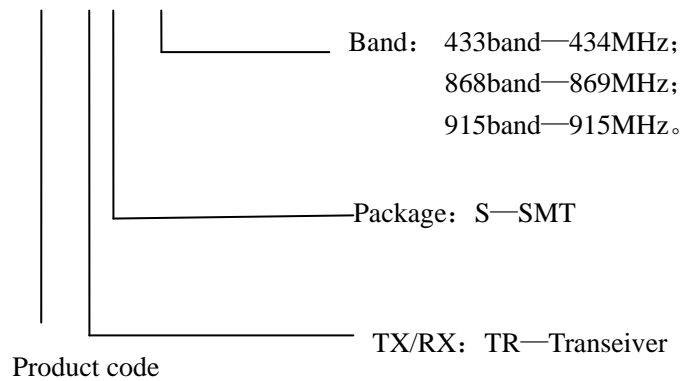 Band：  433band—434MHz；
868band—869MHz；
915band—915MHz。
Package：S—SMT
TX/RX：TR—Transeiver
Product code